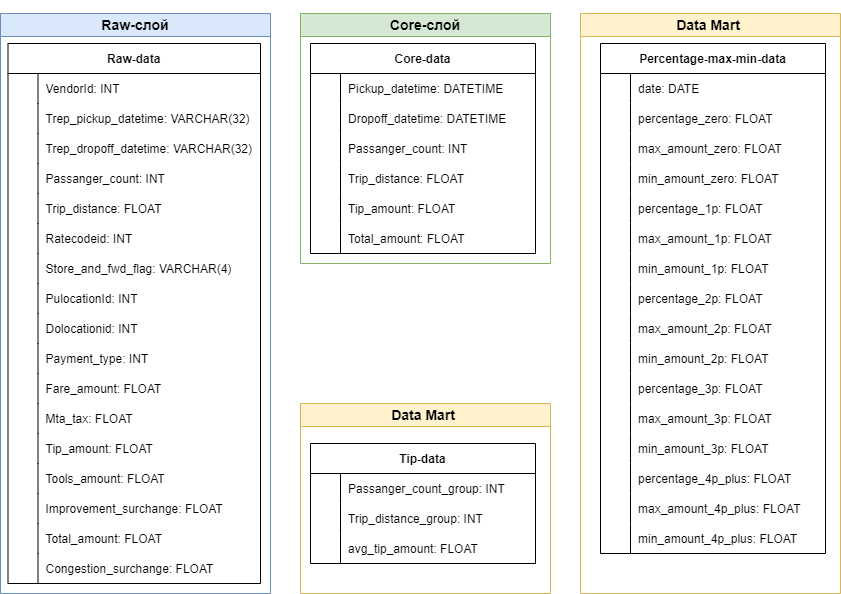 Raw-слой
Raw-data
VendorId: INT
Trep_pickup_datetime: VARCHAR(32)
Trep_dropoff_datetime: VARCHAR(32)
Passanger_count: INT
Trip_distance: FLOAT
Ratecodeid: INT
Store_and_fwd_flag: VARCHAR(4)
PulocationId: INT
Dolocationid: INT
Payment_type: INT
Fare_amount: FLOAT
Mta_tax: FLOAT
Tip_amount: FLOAT
Tools_amount: FLOAT
Improvement_surchange: FLOAT
Total_amount: FLOAT
Congestion_surchange: FLOAT
Core-слой
Core-data
Pickup_datetime: DATETIME
Dropoff_datetime: DATETIME
Passanger_count: INT
Trip_distance: FLOAT
Tip_amount: FLOAT
Total_amount: FLOAT
Data Mart
Tip-data
Passanger_count_group: INT
Trip_distance_group: INT
avg_tip_amount: FLOAT
Data Mart
Percentage-max-min-data
date: DATE
percentage_zero: FLOAT
max_amount_zero: FLOAT
min_amount_zero: FLOAT
percentage_1p: FLOAT
max_amount_1p: FLOAT
min_amount_1p: FLOAT
percentage_2p: FLOAT
max_amount_2p: FLOAT
min_amount_2p: FLOAT
percentage_3p: FLOAT
max_amount_3p: FLOAT
min_amount_3p: FLOAT
percentage_4p_plus: FLOAT
max_amount_4p_plus: FLOAT
min_amount_4p_plus: FLOAT